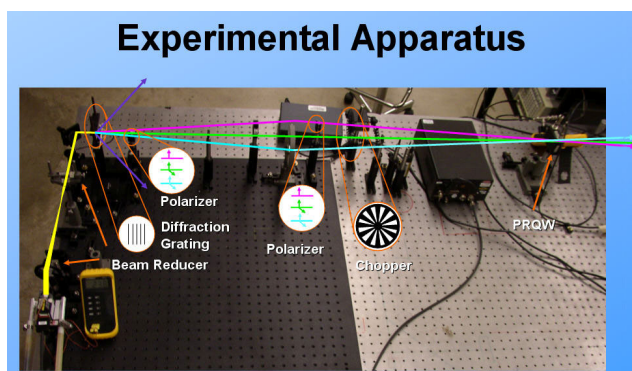 Experimental Apparatus
Polarizer
Diffraction
Grating
Beam Reducer
Polarizer
Chopper
PRQW